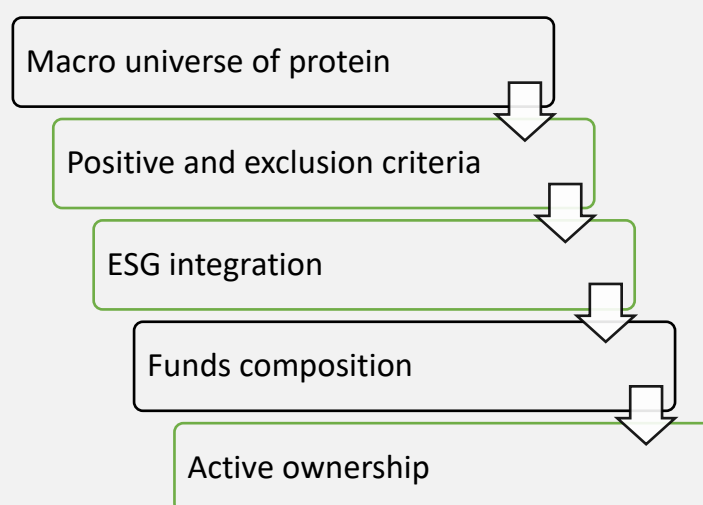 Macro universe of protein
Positive and exclusion criteria
ESG integration
Funds composition
Active ownership